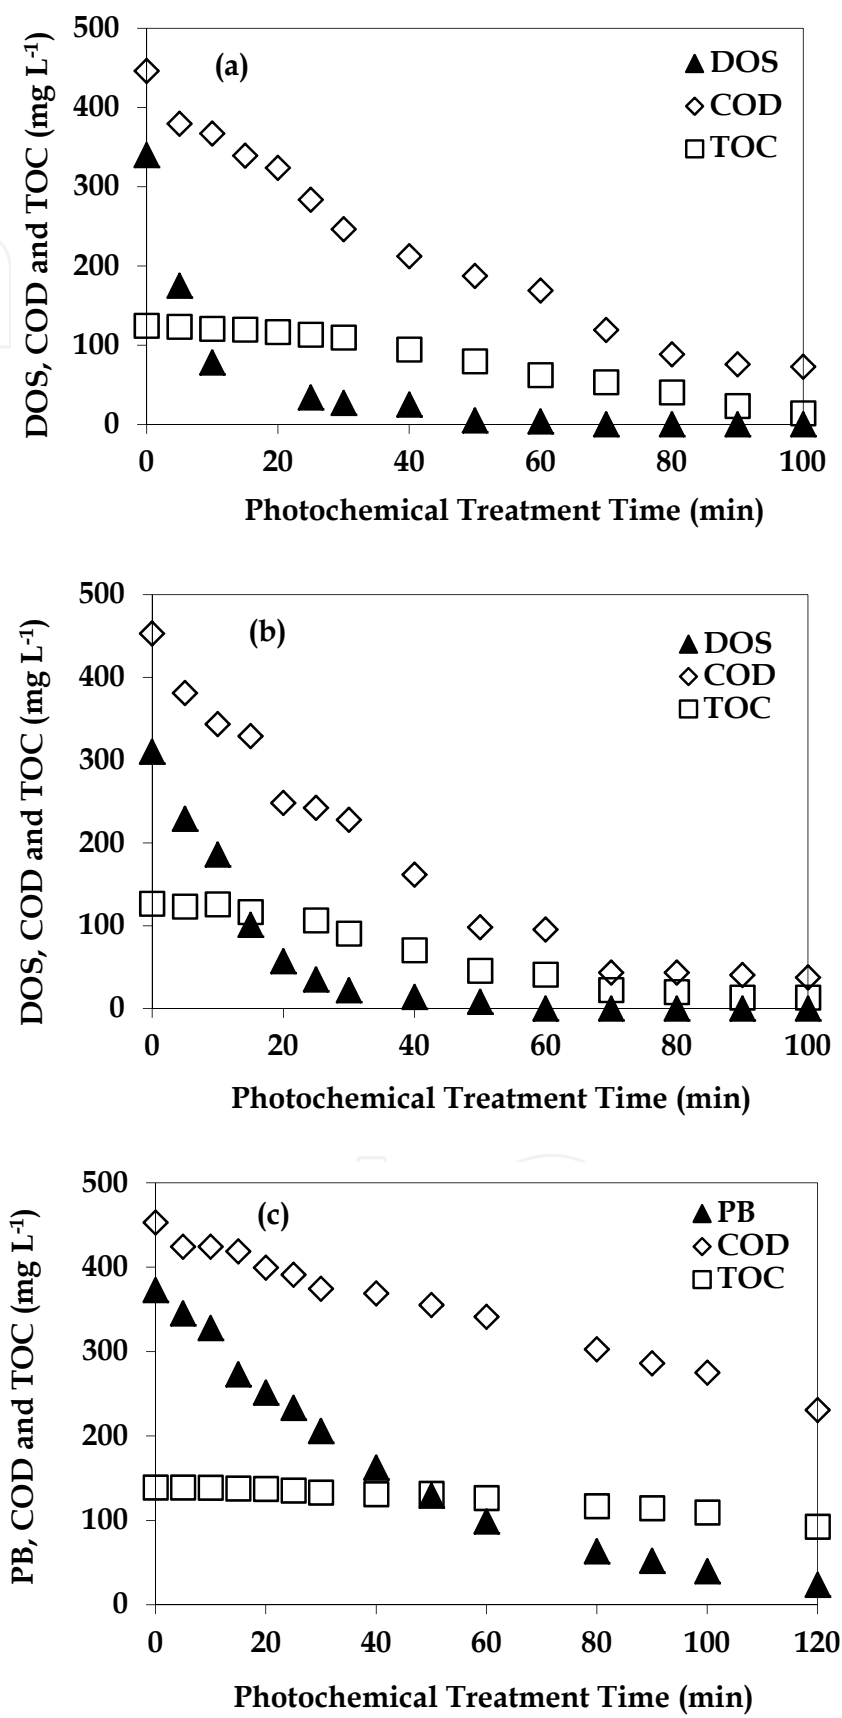 500
400
300
200
100
0
DOS, COD and TOC (mg L-1)
(a)
DOS
COD
TOC
0 20 40 60 80 100
Photochemical Treatment Time (min)
500
400
300
200
100
0
DOS, COD and TOC (mg L-1)
(b)
DOS
COD
TOC
0 20 40 60 80 100
Photochemical Treatment Time (min)
500
400
300
200
100
0
PB, COD and TOC (mg L-1)
(c)
PB
COD
TOC
0 20 40 60 80 100 120
Photochemical Treatment Time (min)